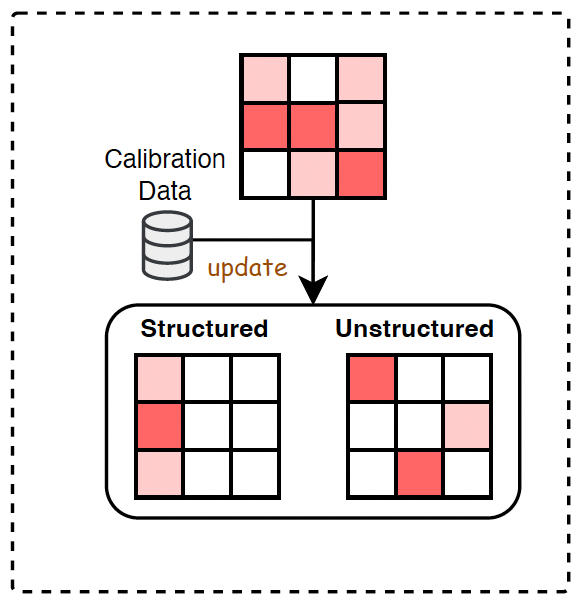 Calibration
Data
update
Structured
Unstructured